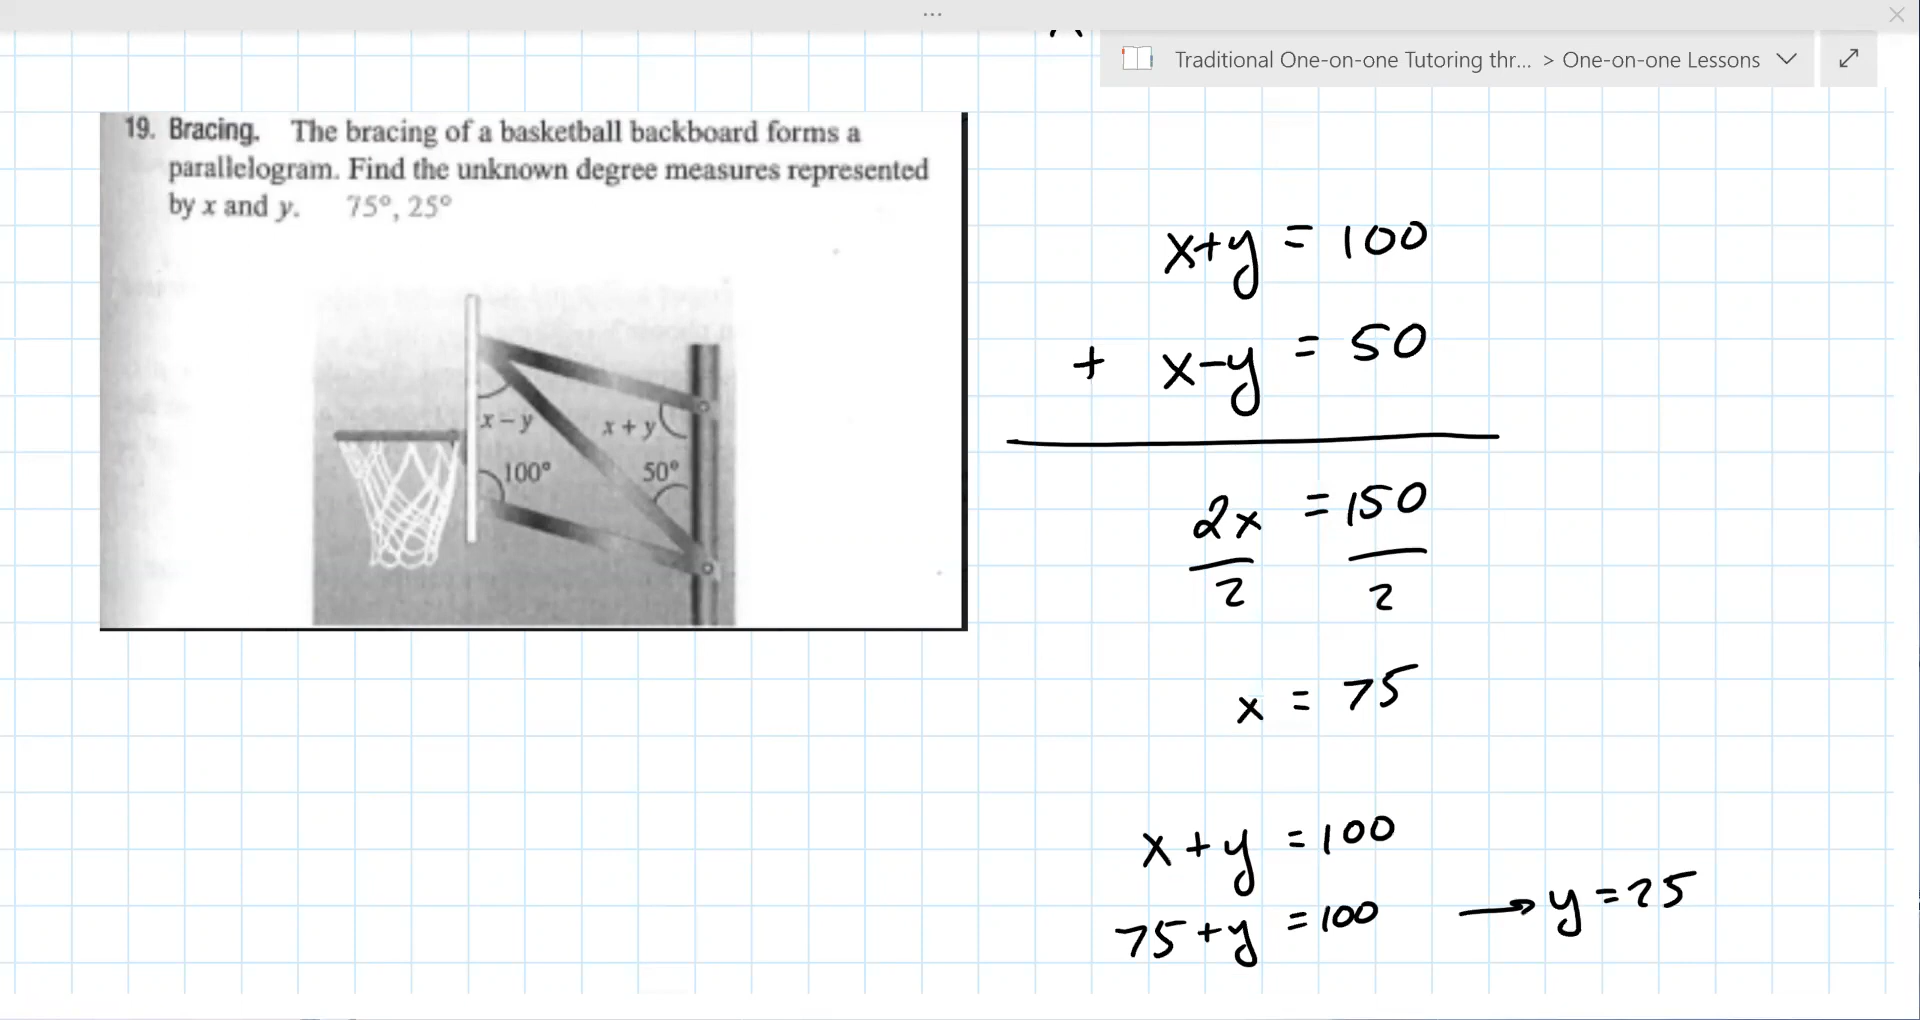 ...
Traditional One-on-one Tutoring thr... > One-on-one Lessons
19. Bracing. The bracing of a basketball backboard forms a
parallelogram. Find the unknown degree measures represented
by x and y. 75°, 25°
x - y
x + y
100°
50°
x+y = 100
+ x-y = 50
2x = 150
2 2
x = 75
x + y = 100
75 + y = 100 → y = 25